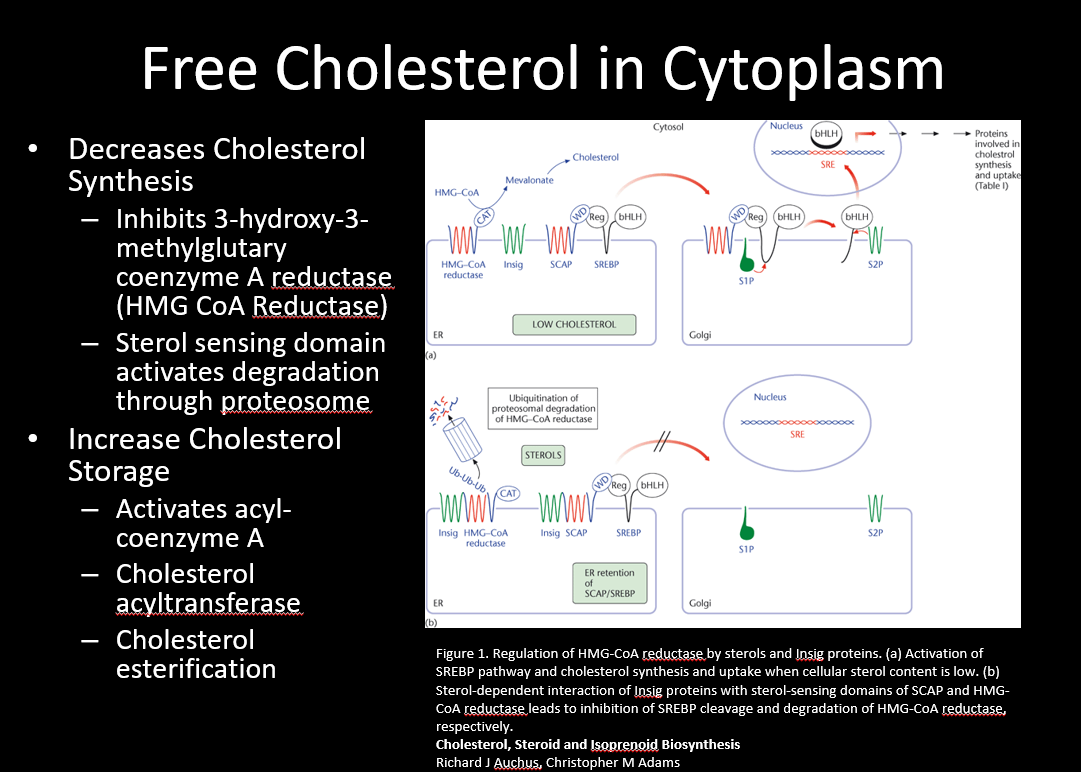 Free Cholesterol in Cytoplasm
• Decreases Cholesterol
Synthesis
– Inhibits 3-hydroxy-3-
methylglutary
coenzyme A reductase
(HMG CoA Reductase)
– Sterol sensing domain
activates degradation
through proteosome
• Increase Cholesterol
Storage
– Activates acyl-
coenzyme A
– Cholesterol
acyltransferase
– Cholesterol
esterification
Cytosol
Cholesterol
Mevalonate
HMG–CoA
CAT
WD
Reg
bHLH
HMG–CoA
reductase
Insig
SCAP
SREBP
LOW CHOLESTEROL
ER
(a)
Nucleus
bHLH
SRE
Proteins
involved in
cholestrol
synthesis
and uptake
(Table I)
WD
Reg
bHLH
bHLH
S1P
S2P
Golgi
Ubiquitination of
proteosomal degradation
of HMG–CoA reductase
STEROLS
Ub-Ub-Ub
CAT
WD
Reg
bHLH
Insig
HMG–CoA
reductase
Insig
SCAP
SREBP
ER retention
of
SCAP/SREBP
ER
(b)
Nucleus
SRE
S1P
S2P
Golgi
Figure 1. Regulation of HMG-CoA reductase by sterols and Insig proteins. (a) Activation of
SREBP pathway and cholesterol synthesis and uptake when cellular sterol content is low. (b)
Sterol-dependent interaction of Insig proteins with sterol-sensing domains of SCAP and HMG-
CoA reductase leads to inhibition of SREBP cleavage and degradation of HMG-CoA reductase,
respectively.
Cholesterol, Steroid and Isoprenoid Biosynthesis
Richard J Auchus, Christopher M Adams